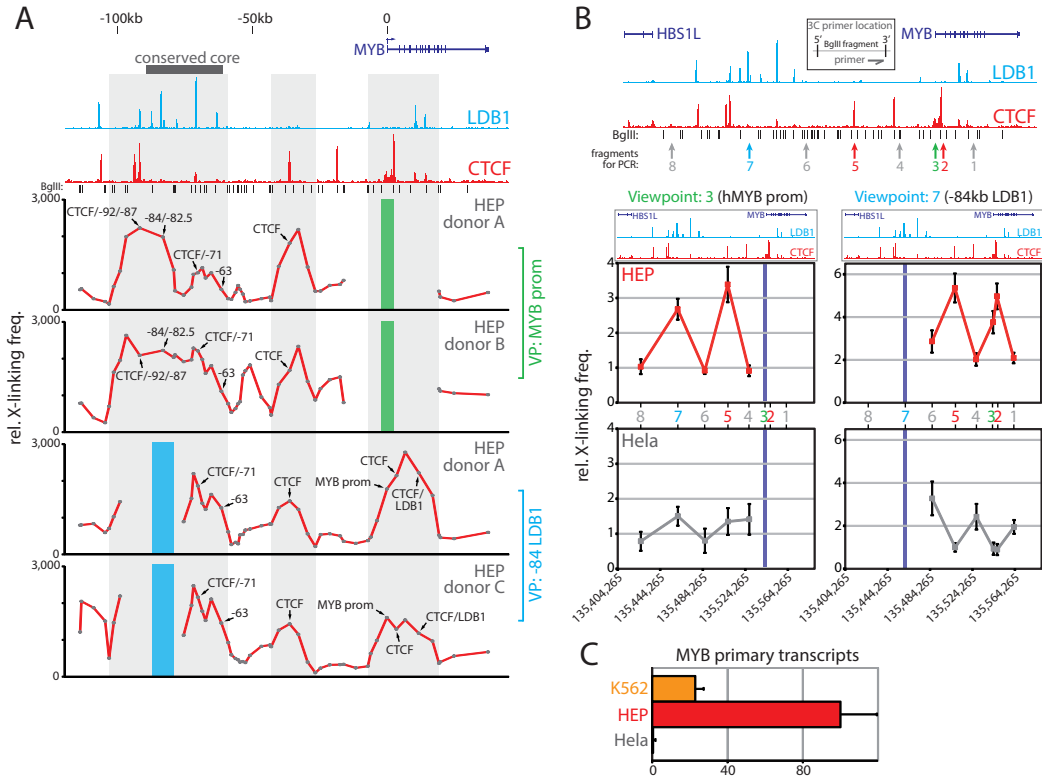 A
-100kb
-50kb
0
MYB
conserved core
LDB1
CTCF
BglII:
3,000
HEP
donor A
CTCF/-92/-87
-84/-82.5
CTCF/-71
-63
CTCF
0
3,000
HEP
donor B
-84/-82.5
CTCF/-71
CTCF/-92/-87
-63
CTCF
0
VP: MYB prom
rel. X-linking freq.
3,000
HEP
donor A
CTCF/-71
-63
CTCF
MYB prom
CTCF
CTCF/
LDB1
0
3,000
HEP
donor C
CTCF/-71
-63
CTCF
MYB prom
CTCF
CTCF/LDB1
0
VP: -84 LDB1
B
HBS1L
3C primer location
5′
BglII fragment
3′
primer
MYB
LDB1
CTCF
BglII:
fragments
for PCR:
8
7
6
5
4
3
2
1
Viewpoint: 3 (hMYB prom)
Viewpoint: 7 (-84kb LDB1)
HBS1L
MYB
LDB1
CTCF
HBS1L
MYB
LDB1
CTCF
rel. X-linking freq.
HEP
4
3
2
1
0
6
4
2
0
8 7 6 5 4 3 2 1
8 7 6 5 4 3 2 1
Hela
4
3
2
1
0
6
4
2
0
135,404,265
135,444,265
135,484,265
135,524,265
135,564,265
135,404,265
135,444,265
135,484,265
135,524,265
135,564,265
C
MYB primary transcripts
K562
HEP
Hela
0
40
80